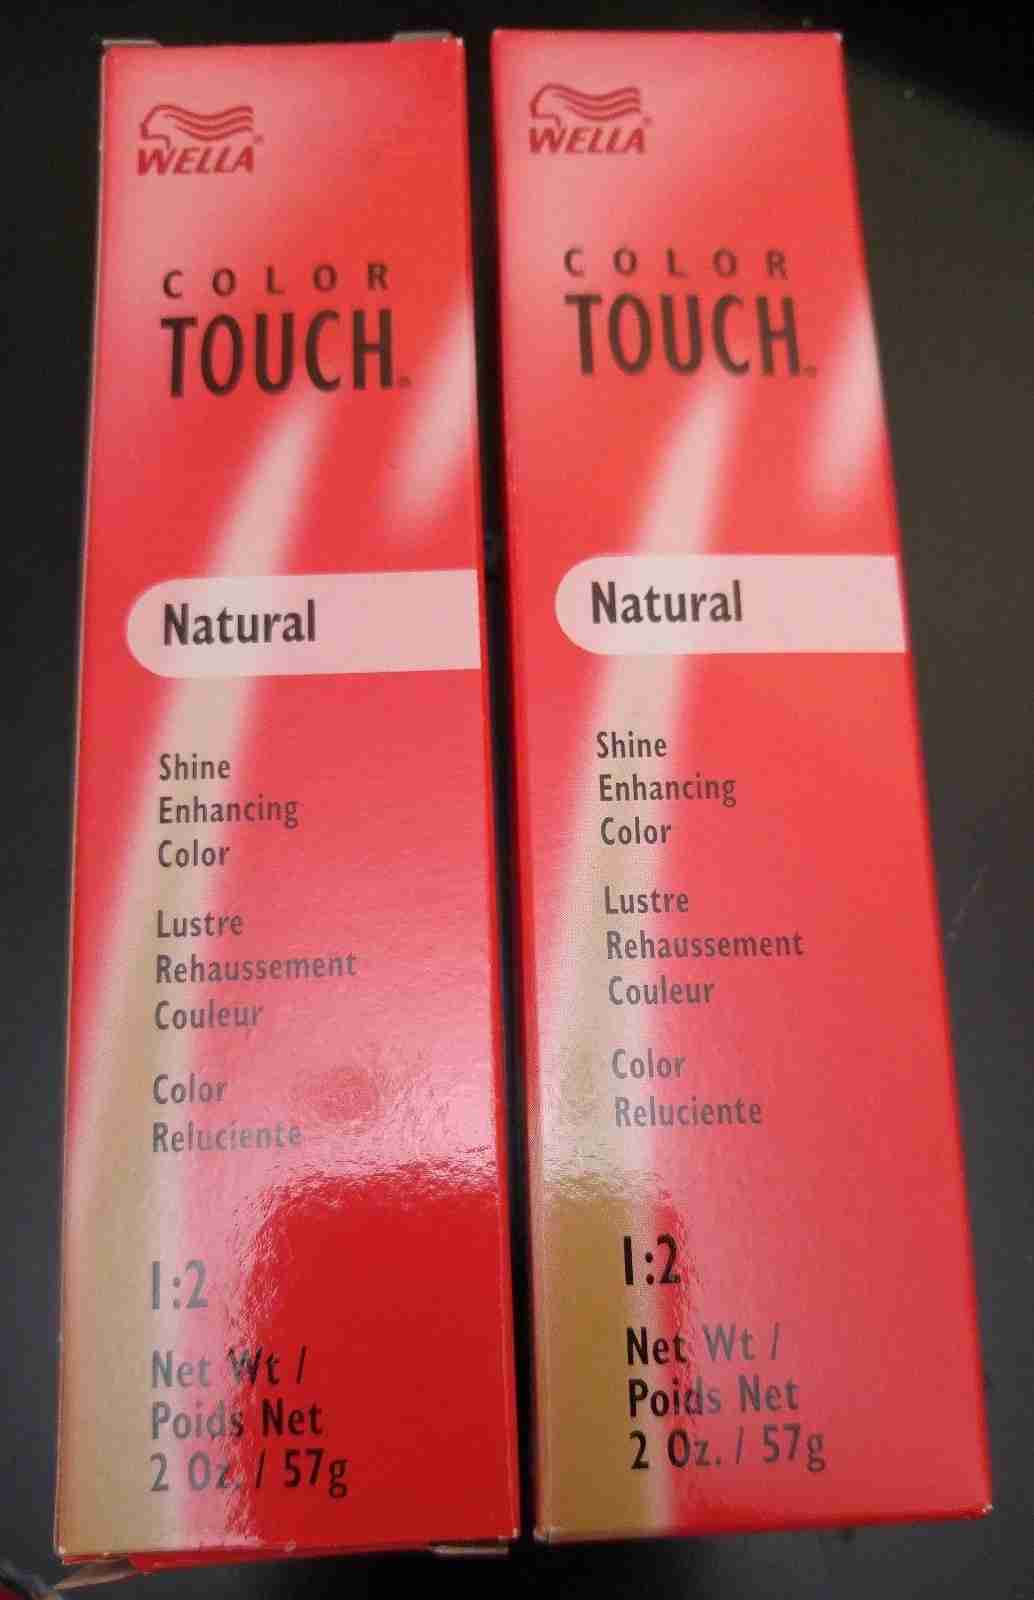 WELLA®
COLOR
TOUCH®
Natural
Shine
Enhancing
Color
Lustre
Rehaussement
Couleur
Color
Reluciente
1:2
Net Wt /
Poids Net
2 Oz. / 57g
WELLA®
COLOR
TOUCH®
Natural
Shine
Enhancing
Color
Lustre
Rehaussement
Couleur
Color
Reluciente
1:2
Net Wt /
Poids Net
2 Oz. / 57g